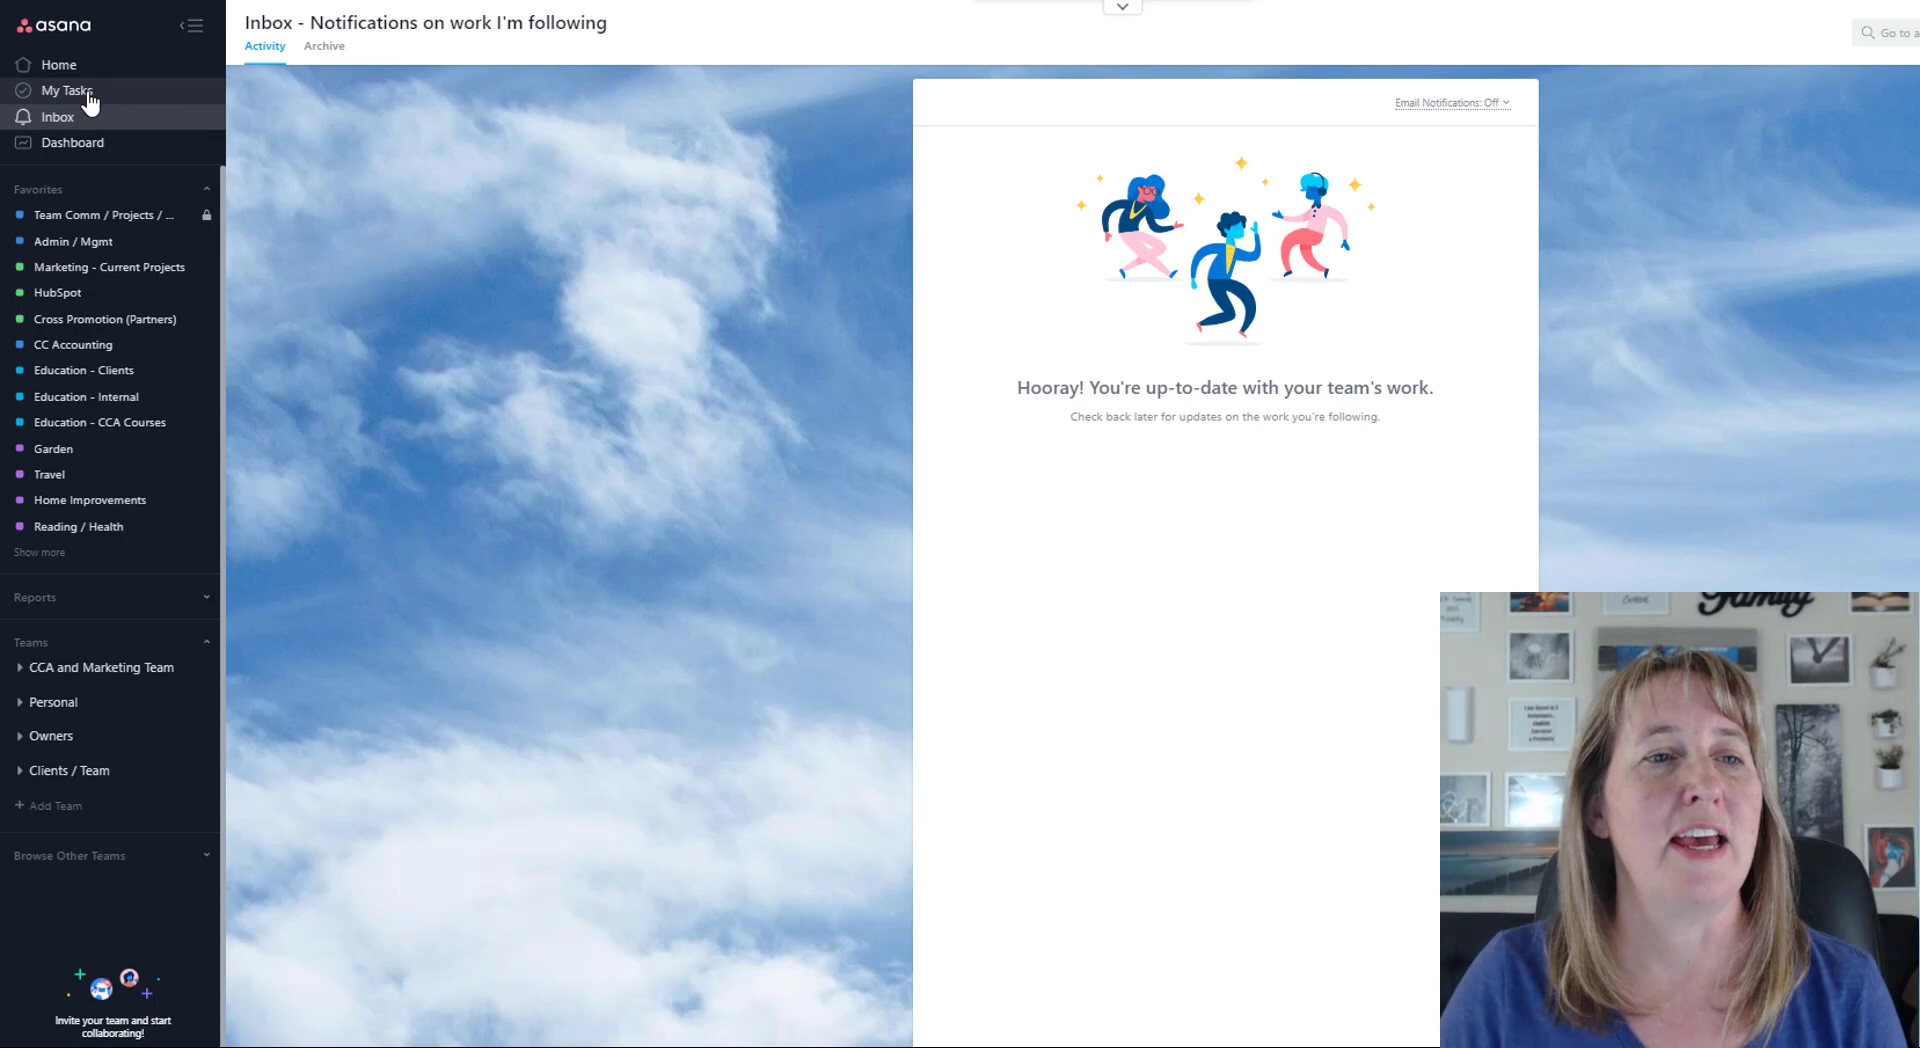 asana
Home
My Tasks
Inbox
Dashboard
Favorites
Team Comm / Projects / ...
Admin / Mgmt
Marketing - Current Projects
HubSpot
Cross Promotion (Partners)
CC Accounting
Education - Clients
Education - Internal
Education - CCA Courses
Garden
Travel
Home Improvements
Reading / Health
Show more
Reports
Teams
CCA and Marketing Team
Personal
Owners
Clients / Team
+ Add Team
Browse Other Teams
Invite your team and start
collaborating!
Inbox - Notifications on work I'm following
Activity Archive
Go to a
Email Notifications: Off
Hooray! You're up-to-date with your team's work.
Check back later for updates on the work you're following.
family